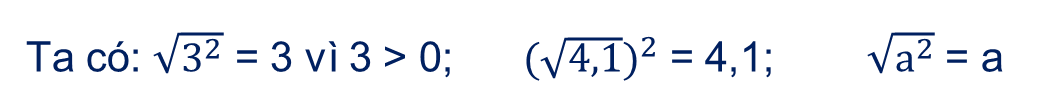 Ta có: √3² = 3 vì 3 > 0; (√4,1)² = 4,1; √a² = a